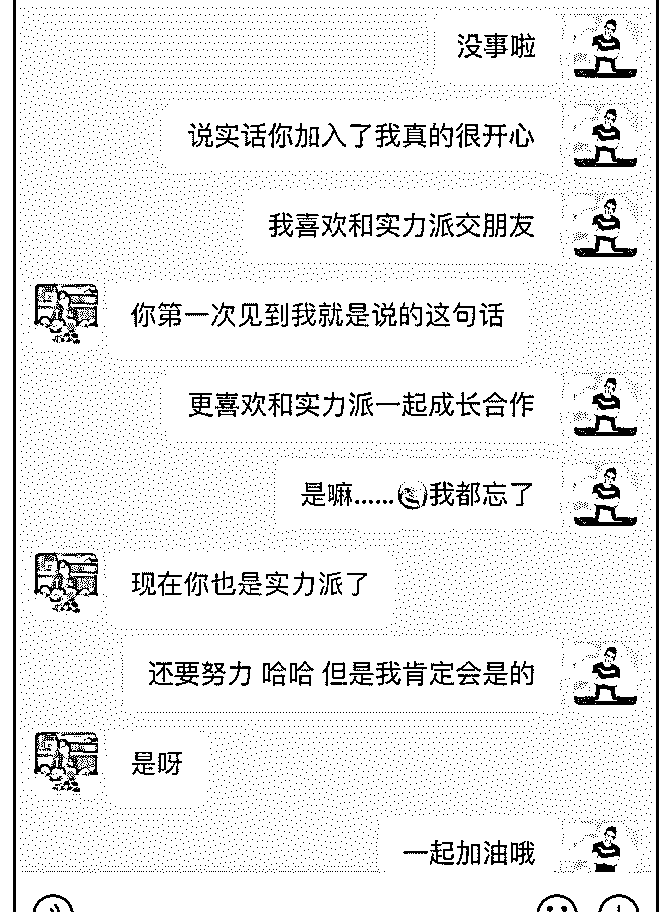 没事啦
说实话你加入了我真的很开心
我喜欢和实力派交朋友
你第一次见到我就是说的这句话
更喜欢和实力派一起成长合作
是嘛......我都忘了
现在你也是实力派了
还要努力 哈哈 但是我肯定会是的
是呀
一起加油哦